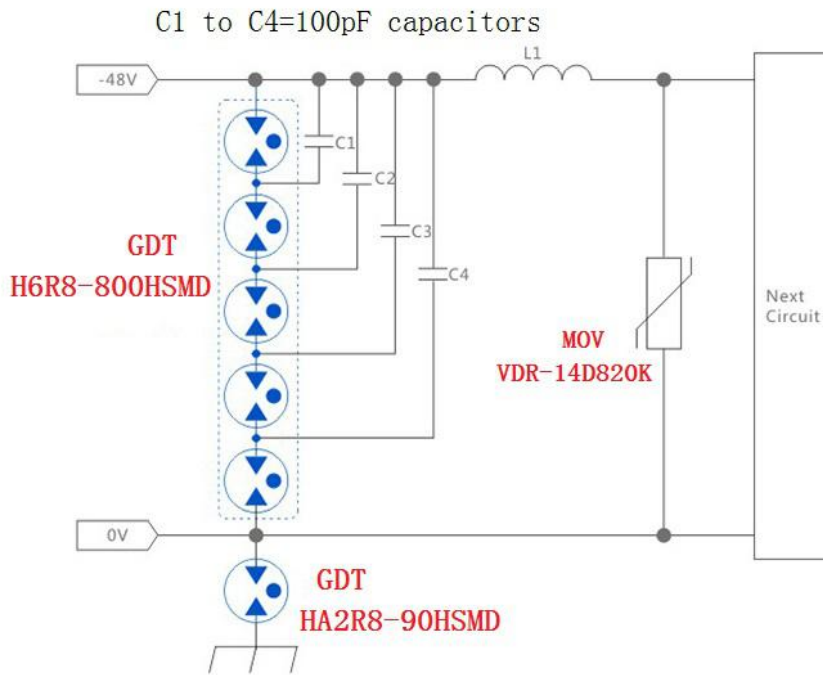 C1 to C4=100pF capacitors
-48V
L1
C1
C2
C3
C4
GDT
H6R8-800HSMD
MOV
VDR-14D820K
Next
Circuit
0V
GDT
HA2R8-90HSMD